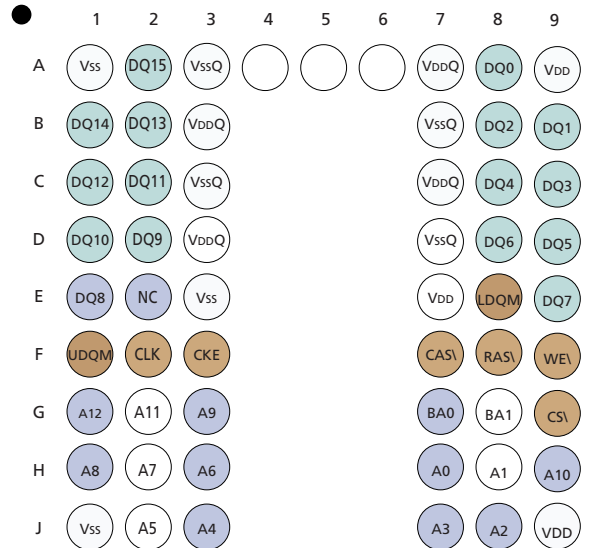 1 2 3 4 5 6 7 8 9
A Vss DQ15 VssQ VDDQ DQ0 VDD
B DQ14 DQ13 VDDQ VssQ DQ2 DQ1
C DQ12 DQ11 VssQ VDDQ DQ4 DQ3
D DQ10 DQ9 VDDQ VssQ DQ6 DQ5
E DQ8 NC Vss VDD LDQM DQ7
F UDQM CLK CKE CAS\ RAS\ WE\
G A12 A11 A9 BA0 BA1 CS\
H A8 A7 A6 A0 A1 A10
J Vss A5 A4 A3 A2 VDD